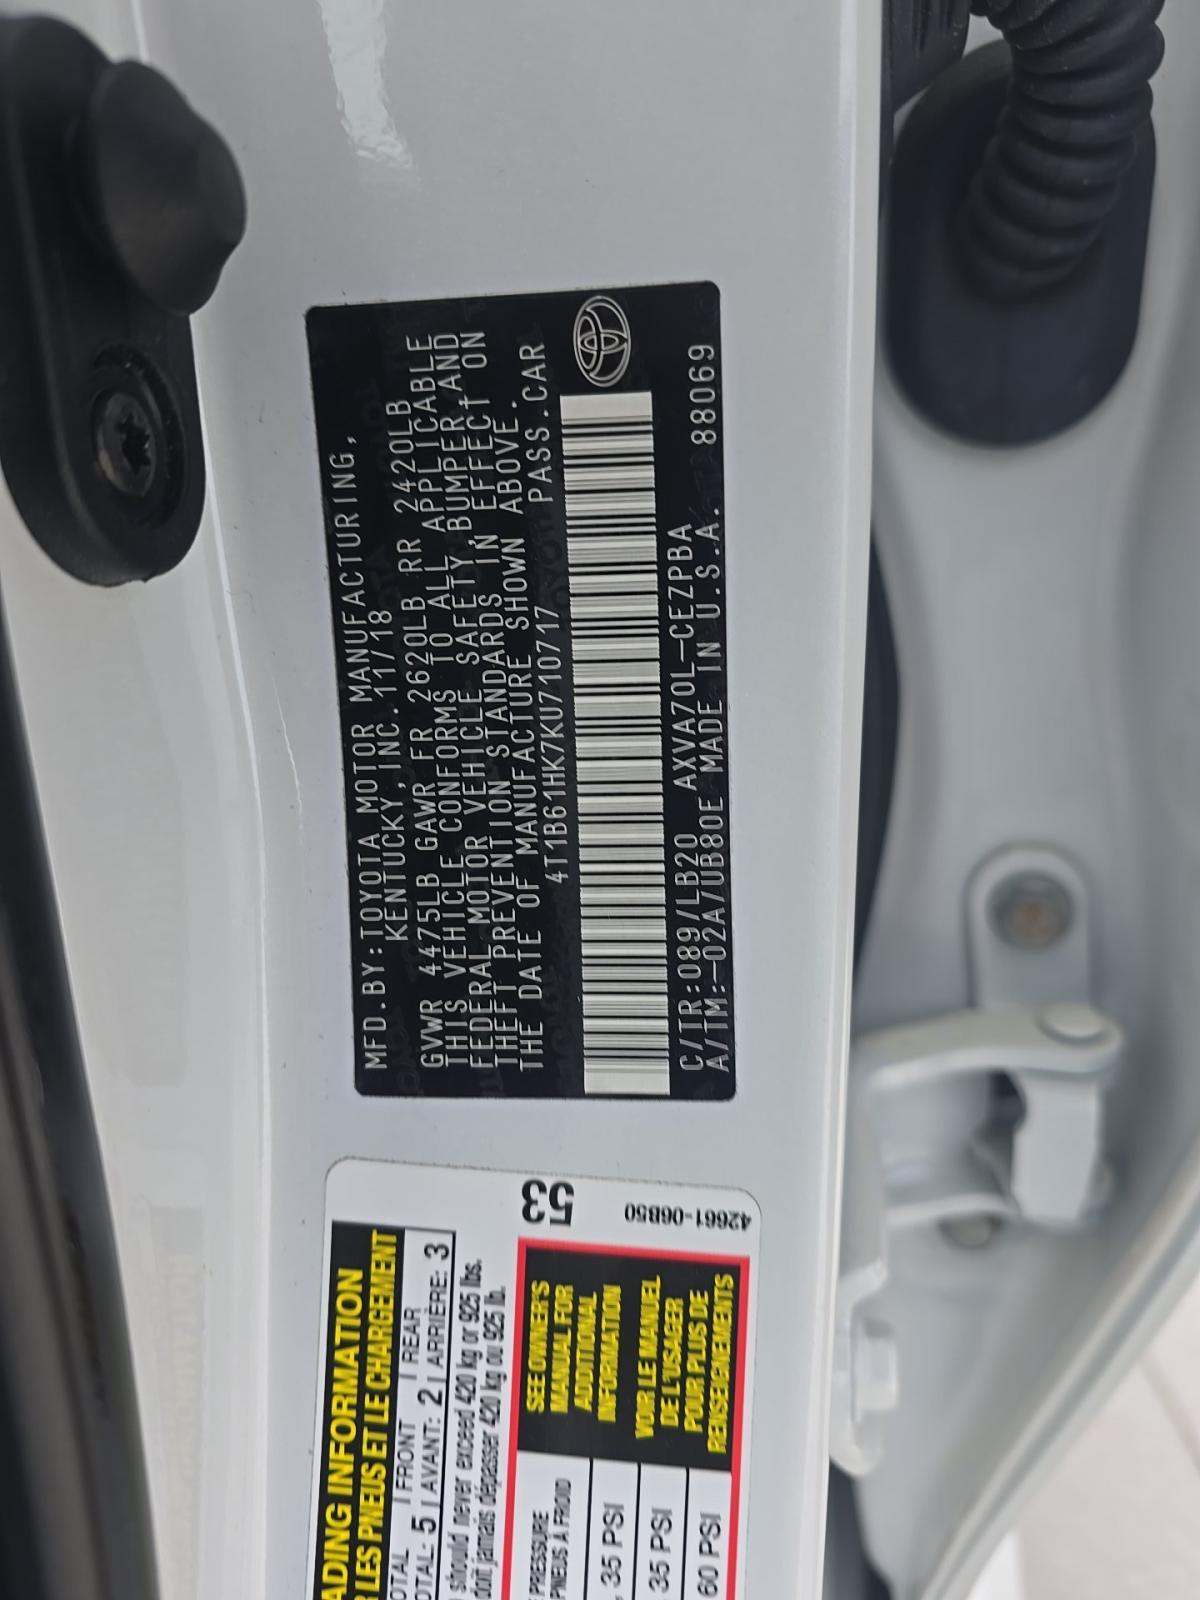 MFD.BY:TOYOTA MOTOR MANUFACTURING,
KENTUCKY,INC. 11/18
GVWR 4475LB GAWR FR 2620LB RR 2420LB
THIS VEHICLE CONFORMS TO ALL APPLICABLE
FEDERAL MOTOR VEHICLE SAFETY,BUMPER,AND
THEFT PREVENTION STANDARDS IN EFFECT ON
THE DATE OF MANUFACTURE SHOWN ABOVE.
4T1B61HK7KU710717 PASS.CAR
C/TR:089/LB20 AXVA70L-CEZPBA
A/TM:-02A/UB80E MADE IN U.S.A. 88069
ADING INFORMATION
R LES PNEUS ET LE CHARGEMENT
OTAL FRONT REAR
OTAL: 5 AVANT: 2 ARRIÈRE: 3
should never exceed 420 kg or 925 lbs.
doit jamais dépasser 420 kg ou 925 lb.
53
42661-06B50
PRESSURE
PNEUS À FROID
35 PSI
35 PSI
60 PSI
SEE OWNER'S
MANUAL FOR
ADDITIONAL
INFORMATION
VOIR LE MANUEL
DE L'USAGER
POUR PLUS DE
RENSEIGNEMENTS